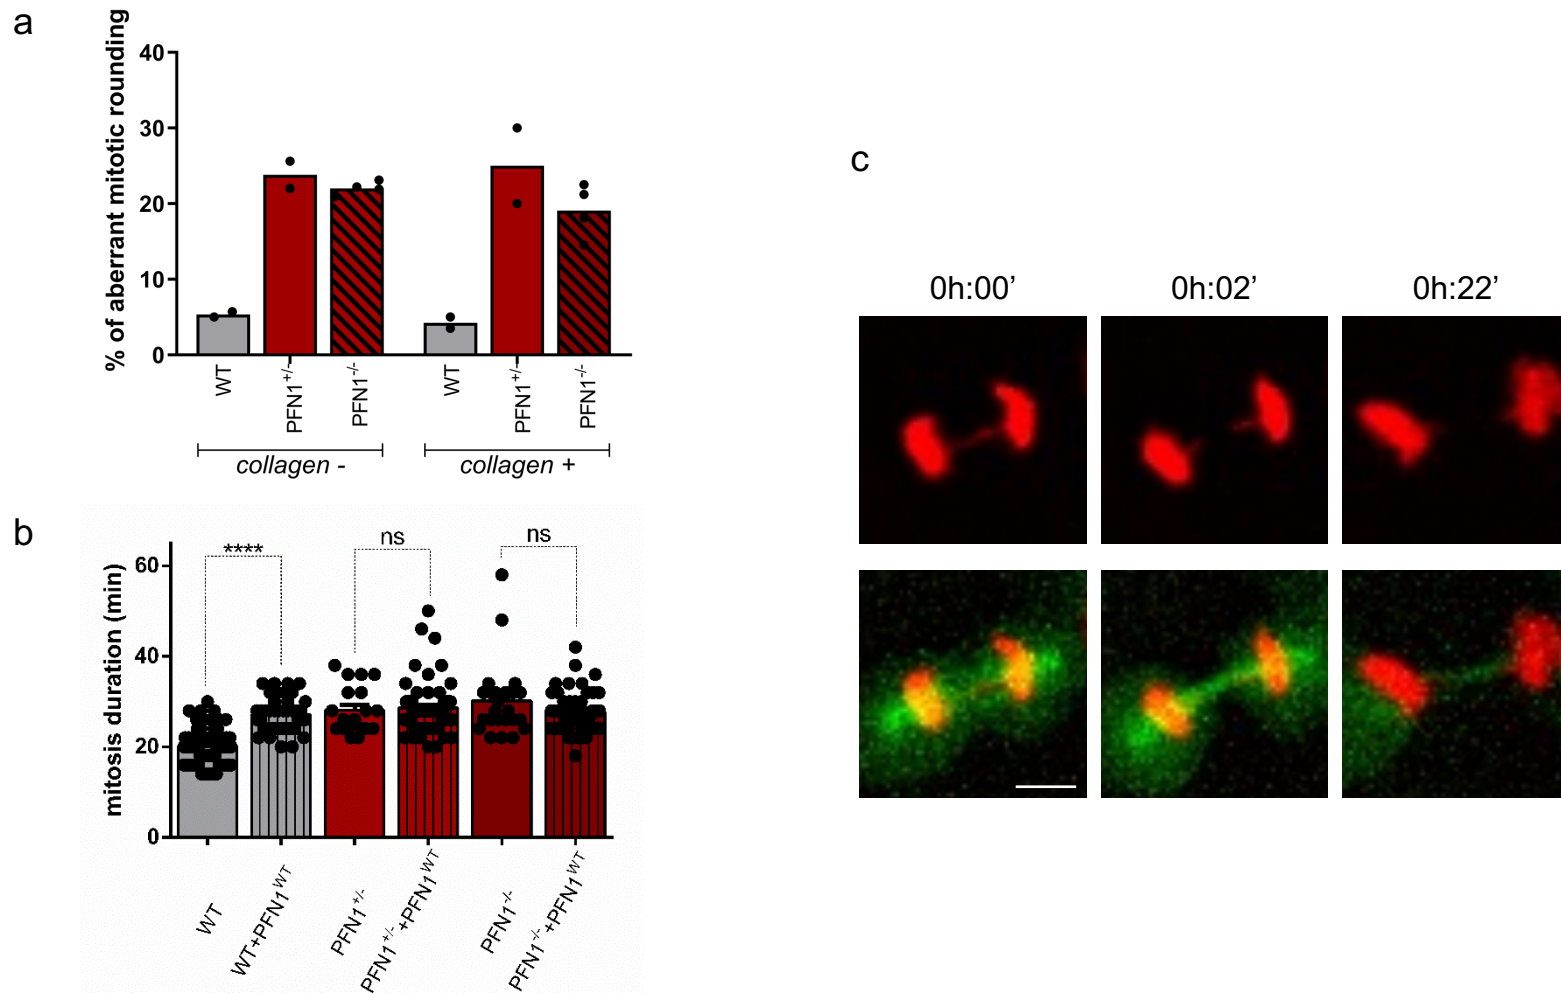 a
% of aberrant mitotic rounding
40
30
20
10
0
WT
PFN1+/-
PFN1-/-
WT
PFN1+/-
PFN1-/-
collagen -
collagen +
b
mitosis duration (min)
60
40
20
0
****
ns
ns
WT
WT+PFN1WT
PFN1+/-
PFN1+/-+PFN1WT
PFN1-/-
PFN1-/-+PFN1WT
c
0h:00’
0h:02’
0h:22’